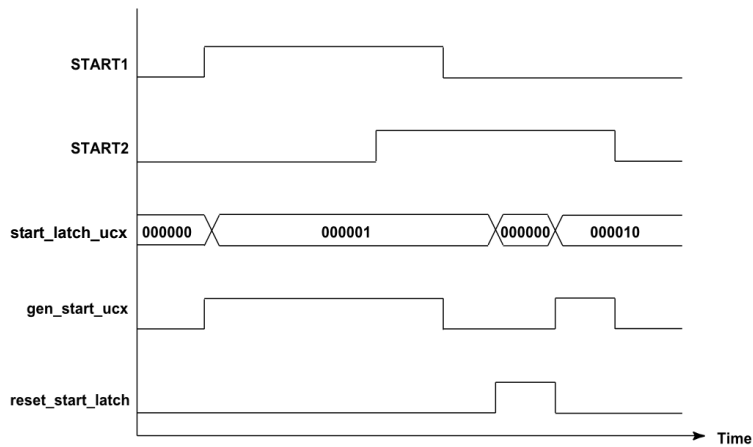 START1
START2
start_latch_ucx
000000
000001
000000
000010
gen_start_ucx
reset_start_latch
Time